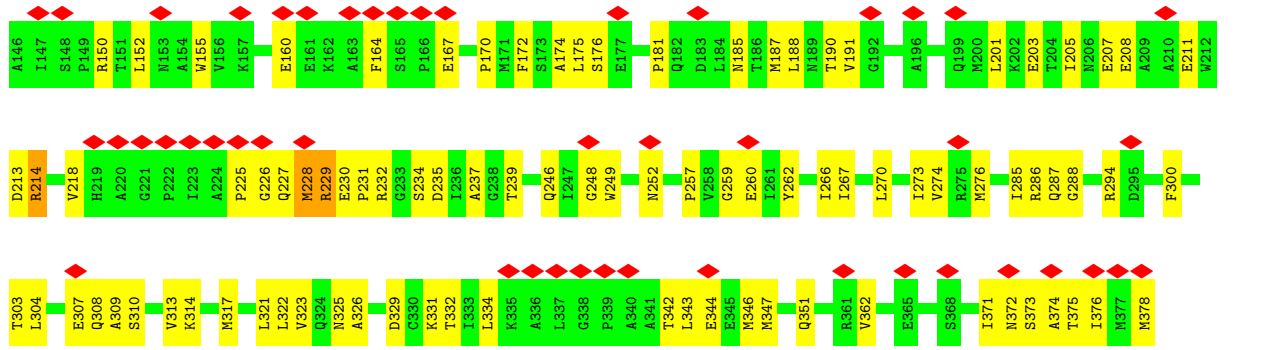 A146 I147 S148 P149 R150 T151 L152 N153 A154 W155 V156 K157 E160 E161 K162 A163 F164 S165 P166 E167 P170 M171 F172 S173 A174 L175 S176 E177 P181 Q182 D183 F184 N185 T186 M187 L188 N189 T190 V191 G192 A196 Q199 M200 L201 K202 E203 T204 I205 N206 E207 E208 A209 A210 E211 W212
D213 R214 V218 H219 A220 G221 P222 I223 A224 P225 G226 Q227 M228 R229 E230 P231 R232 G233 S234 D235 I236 A237 G238 T239 Q246 I247 G248 W249 N252 P257 V258 G259 E260 I261 Y262 I266 I267 L270 I273 V274 R275 M276 I285 R286 Q287 G288 R294 D295 F300
T303 L304 E307 Q308 A309 S310 V313 K314 M317 L321 L322 V323 Q324 N325 A326 D329 C330 K331 T332 I333 L334 K335 A336 L337 G338 P339 A340 A341 T342 L343 E344 E345 M346 M347 Q351 R361 V362 E365 S368 I371 N372 S373 A374 T375 I376 M377 M378